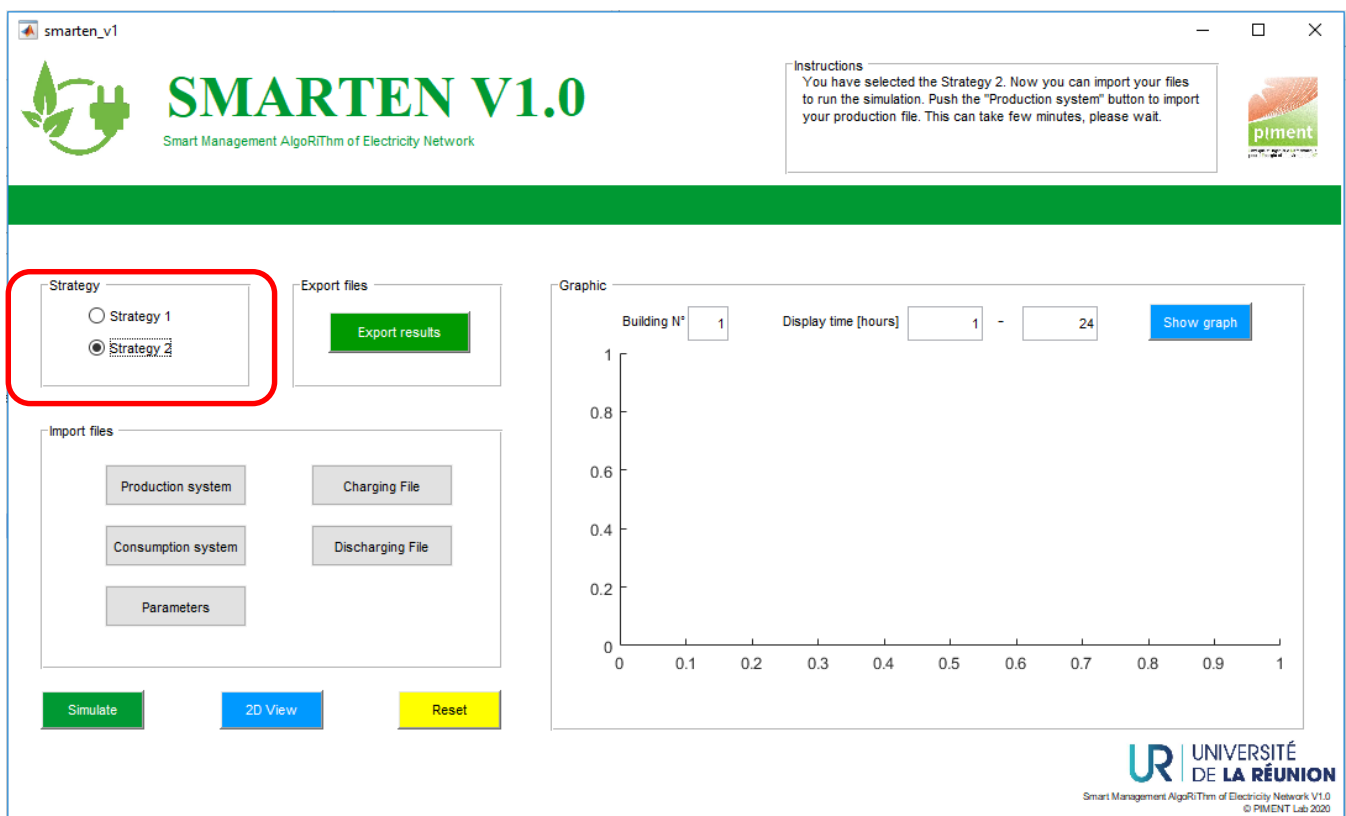 smarten_v1
SMARTEN V1.0
Smart Management AlgoRiThm of Electricity Network
Instructions
You have selected the Strategy 2. Now you can import your files
to run the simulation. Push the "Production system" button to import
your production file. This can take few minutes, please wait.
piment
Strategy
Strategy 1
Strategy 2
Export files
Export results
Import files
Production system
Charging File
Consumption system
Discharging File
Parameters
Simulate
2D View
Reset
Graphic
Building N° 1
Display time [hours] 1 - 24
Show graph
1
0.8
0.6
0.4
0.2
0
0 0.1 0.2 0.3 0.4 0.5 0.6 0.7 0.8 0.9 1
UR
UNIVERSITÉ
DE LA RÉUNION
Smart Management AlgoRiThm of Electricity Network V1.0
© PIMENT Lab 2020